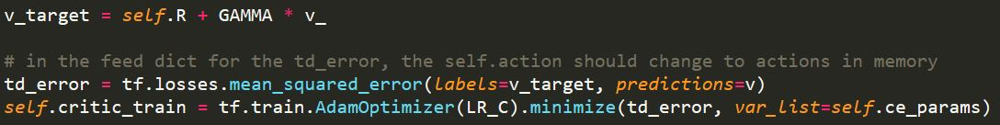 v_target = self.R + GAMMA * v_
# in the feed dict for the td_error, the self.action should change to actions in memory
td_error = tf.losses.mean_squared_error(labels=v_target, predictions=v)
self.critic_train = tf.train.AdamOptimizer(LR_C).minimize(td_error, var_list=self.ce_params)